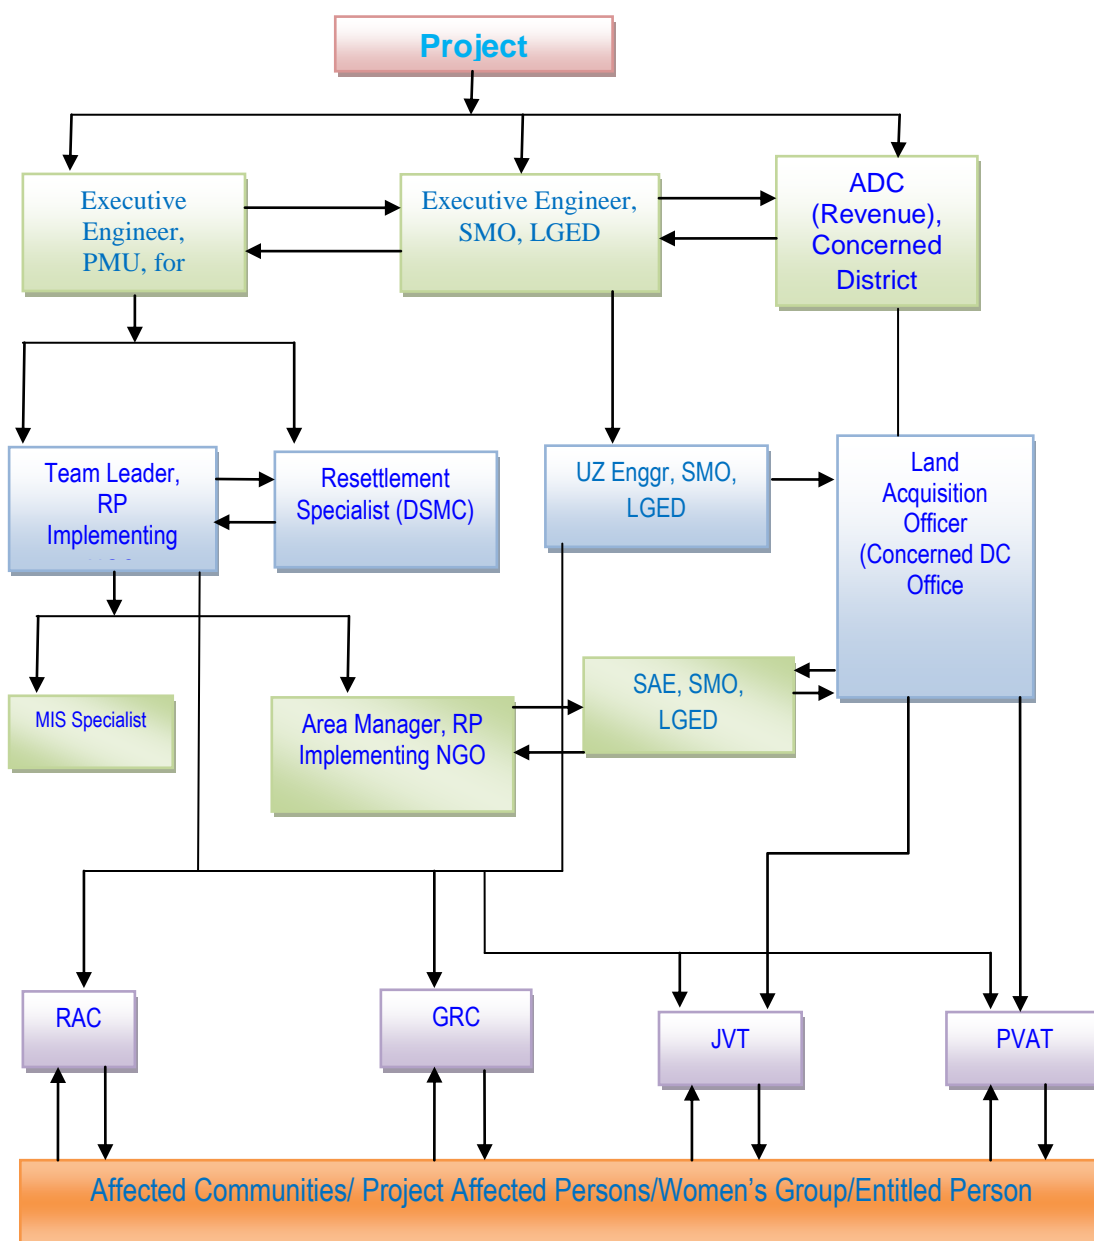 Project
Executive
Engineer,
PMU, for
Executive Engineer,
SMO, LGED
ADC
(Revenue),
Concerned
District
Team Leader,
RP
Implementing
Resettlement
Specialist (DSMC)
UZ Enggr, SMO,
LGED
Land
Acquisition
Officer
(Concerned DC
Office
MIS Specialist
Area Manager, RP
Implementing NGO
SAE, SMO,
LGED
RAC
GRC
JVT
PVAT
Affected Communities/ Project Affected Persons/Women's Group/Entitled Person